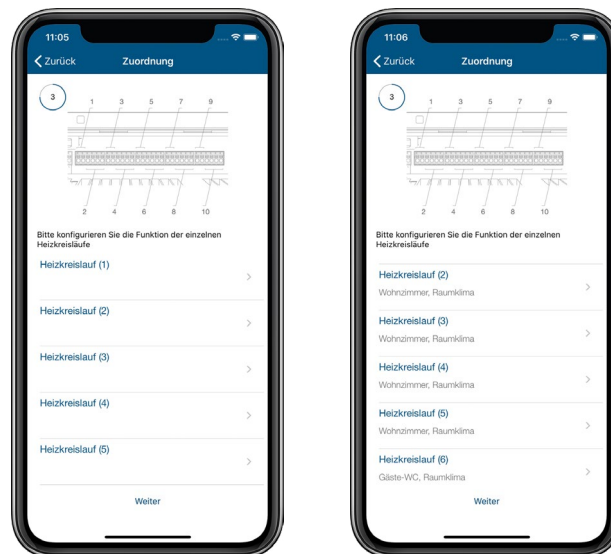 11:05
Zurück
Zuordnung
3
1 3 5 7 9
2 4 6 8 10
Bitte konfigurieren Sie die Funktion der einzelnen
Heizkreisläufe
Heizkreislauf (1)
Heizkreislauf (2)
Heizkreislauf (3)
Heizkreislauf (4)
Heizkreislauf (5)
Weiter
11:06
Zurück
Zuordnung
3
1 3 5 7 9
2 4 6 8 10
Bitte konfigurieren Sie die Funktion der einzelnen
Heizkreisläufe
Heizkreislauf (2)
Wohnzimmer, Raumklima
Heizkreislauf (3)
Wohnzimmer, Raumklima
Heizkreislauf (4)
Wohnzimmer, Raumklima
Heizkreislauf (5)
Wohnzimmer, Raumklima
Heizkreislauf (6)
Gäste-WC, Raumklima
Weiter